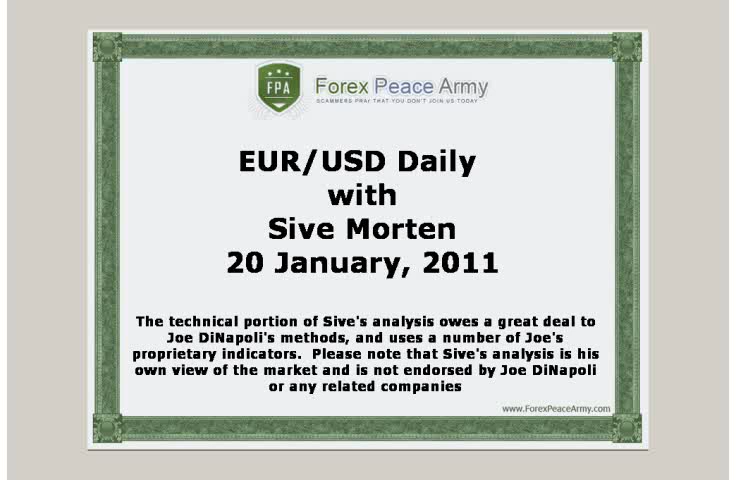 FPA
Forex Peace Army
SCAMMERS PRAY THAT YOU DON'T JOIN US TODAY
EUR/USD Daily
with
Sive Morten
20 January, 2011
The technical portion of Sive's analysis owes a great deal to
Joe DiNapoli's methods, and uses a number of Joe's
proprietary indicators.  Please note that Sive's analysis is his
own view of the market and is not endorsed by Joe DiNapoli
or any related companies
www.ForexPeaceArmy.com